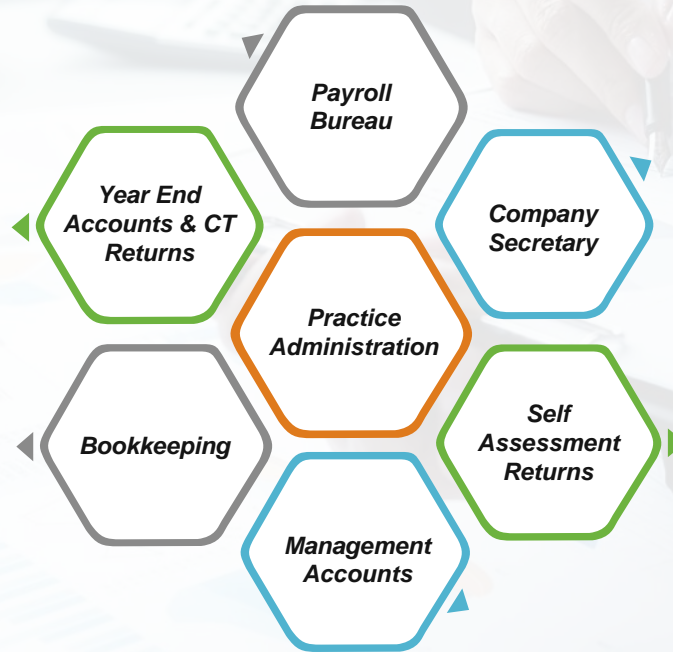 Payroll
Bureau
Year End
Accounts & CT
Returns
Company
Secretary
Practice
Administration
Bookkeeping
Self
Assessment
Returns
Management
Accounts